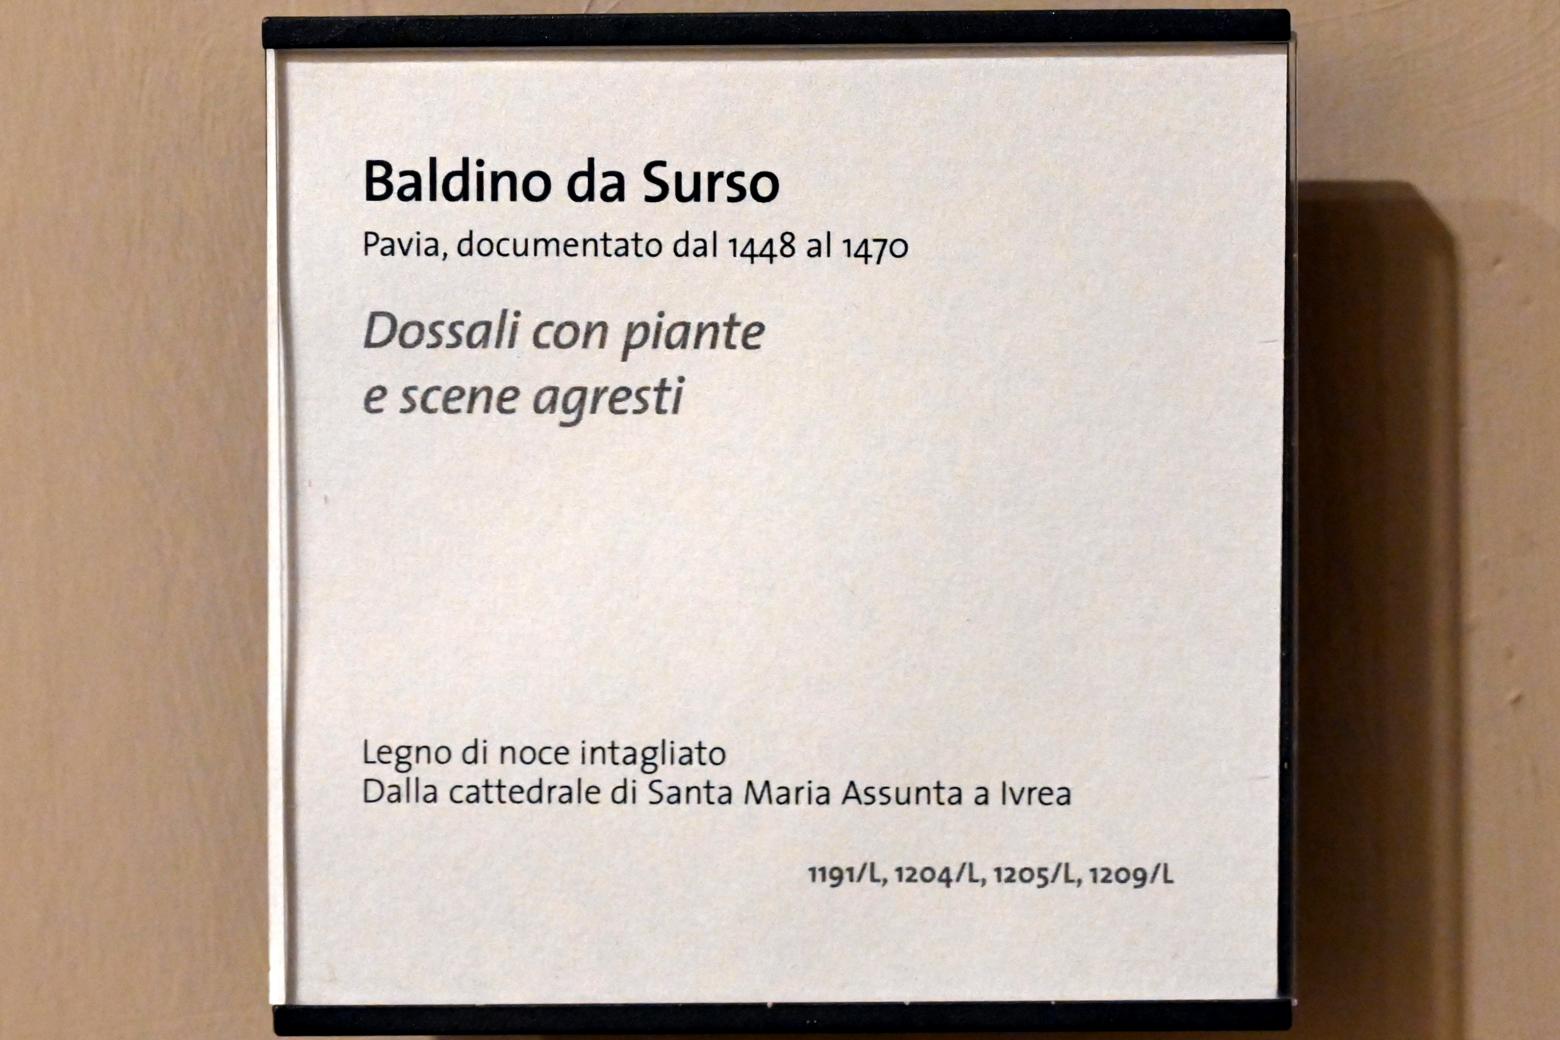 Baldino da Surso
Pavia, documentato dal 1448 al 1470
Dossali con piante
e scene agresti
Legno di noce intagliato
Dalla cattedrale di Santa Maria Assunta a Ivrea
1191/L, 1204/L, 1205/L, 1209/L